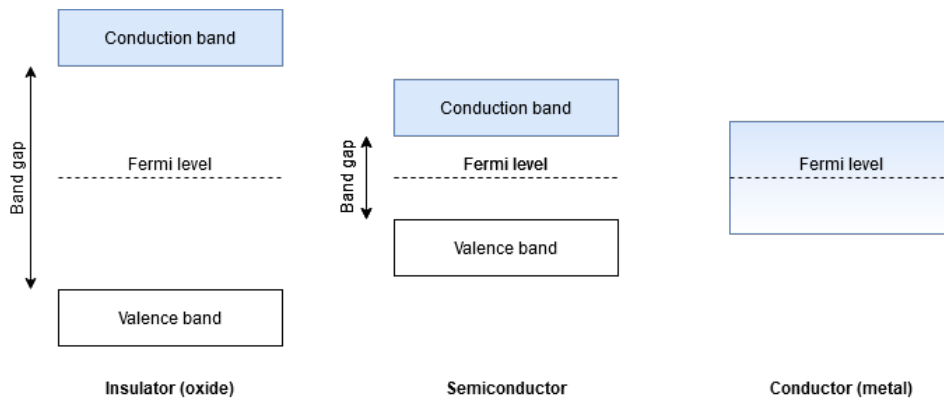 Conduction band
Conduction band
Band gap
Fermi level
Band gap
Fermi level
Fermi level
Valence band
Valence band
Insulator (oxide)
Semiconductor
Conductor (metal)